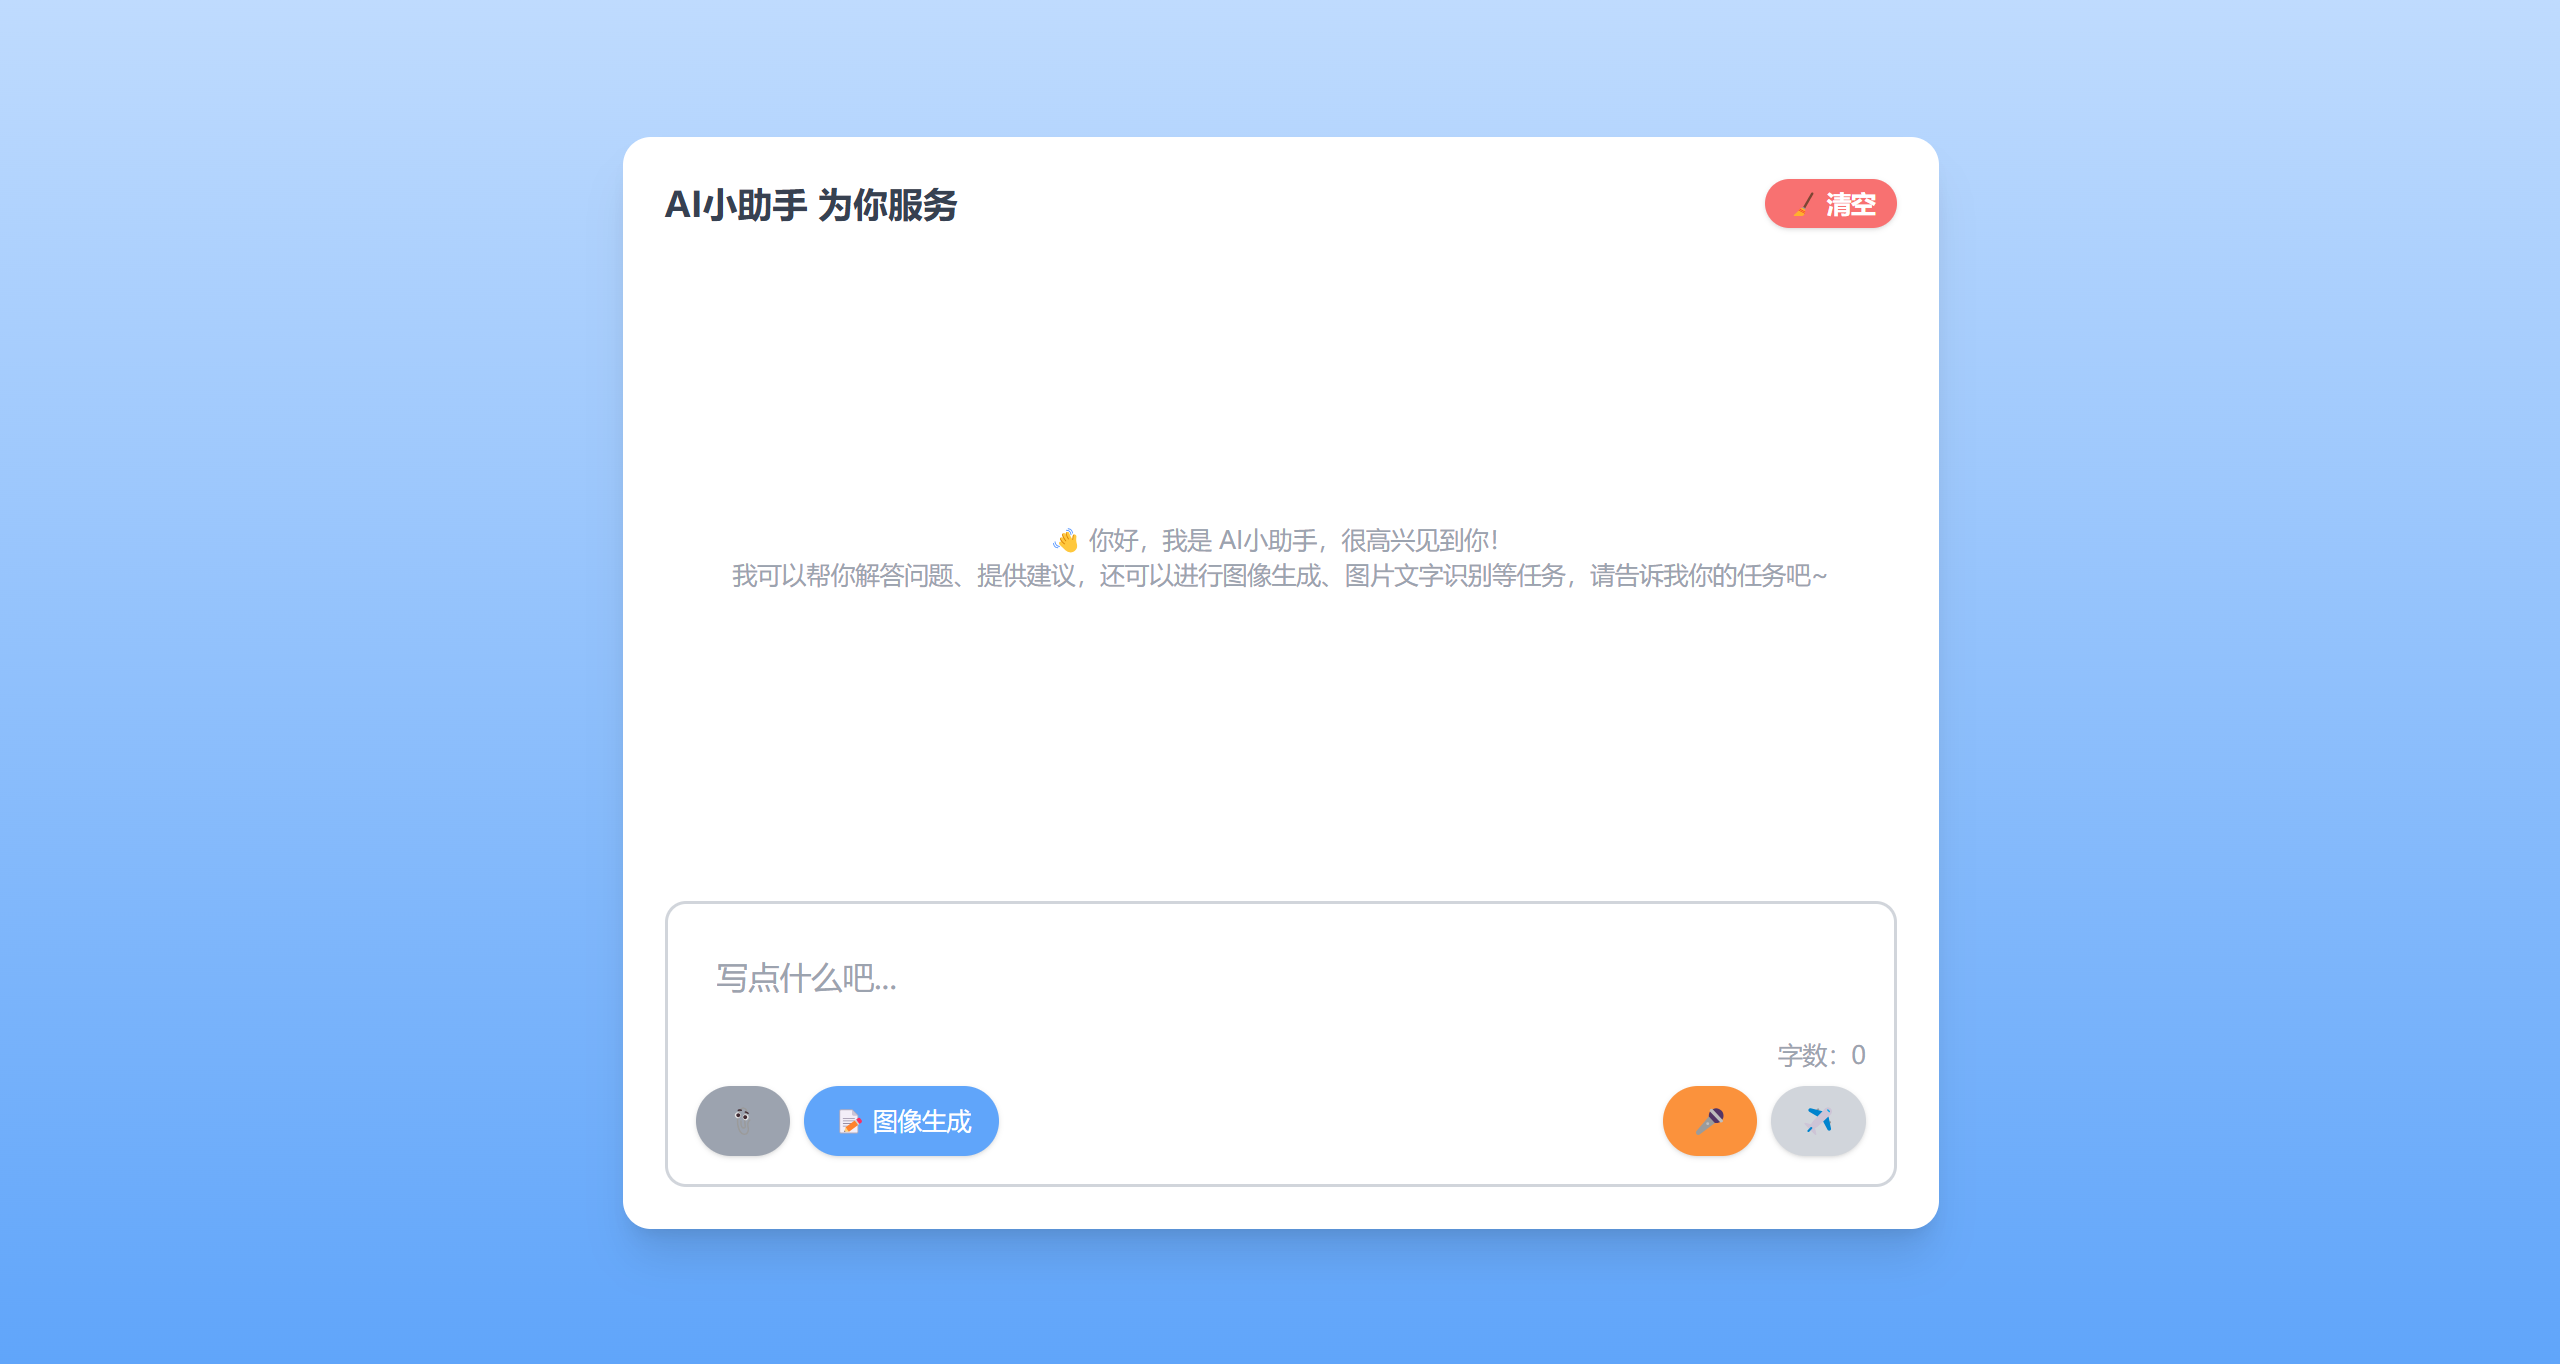 AI小助手 为你服务
🧹 清空
👋 你好，我是 AI小助手，很高兴见到你！
我可以帮你解答问题、提供建议，还可以进行图像生成、图片文字识别等任务，请告诉我你的任务吧~
写点什么吧...
字数：0
📝 图像生成